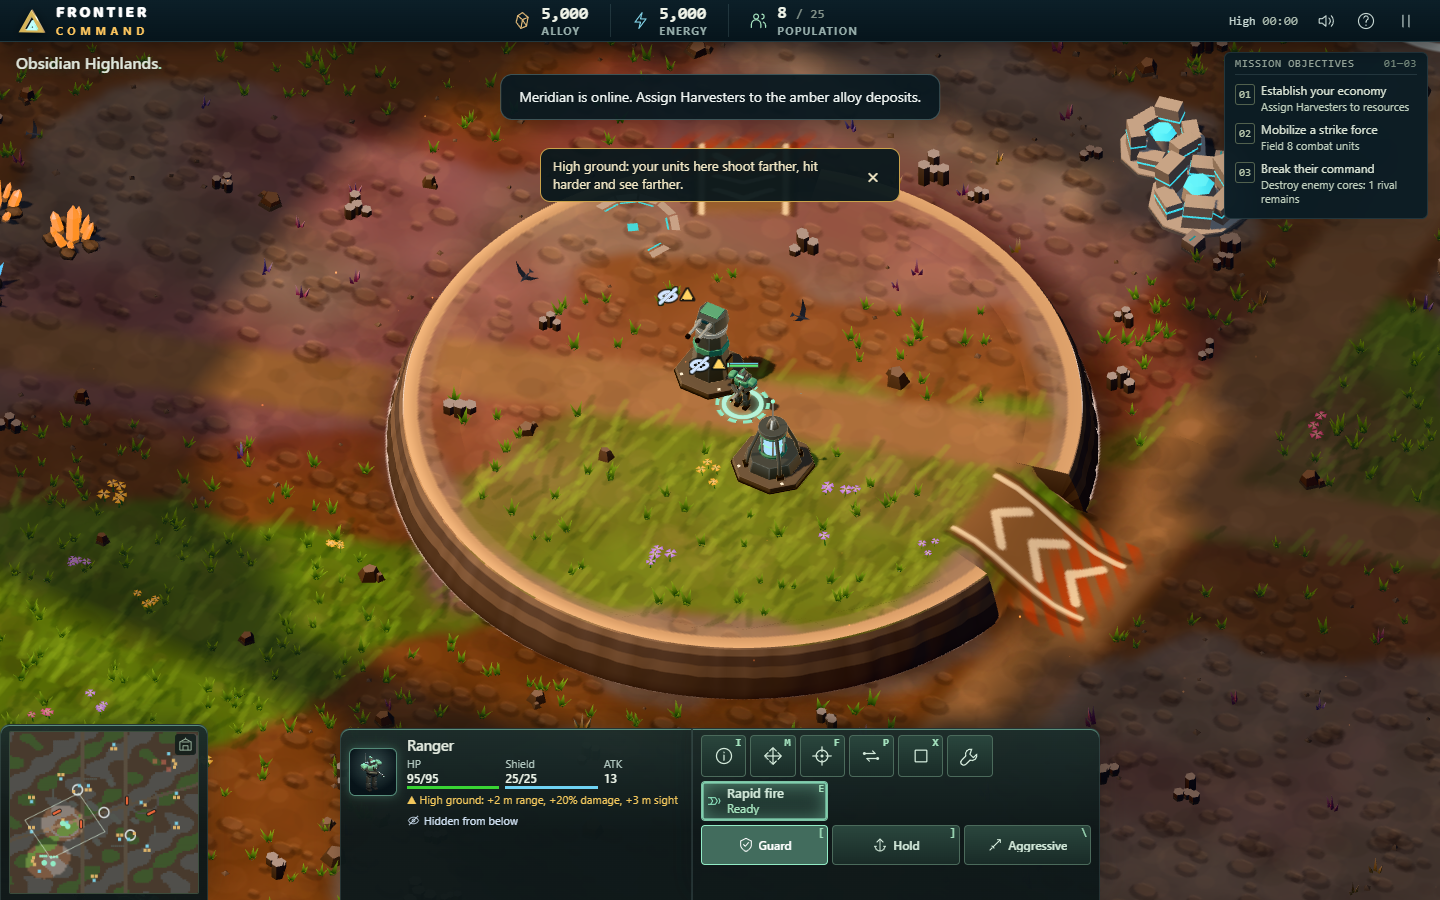 FRONTIER
COMMAND
5,000
ALLOY
5,000
ENERGY
8 / 25
POPULATION
High 00:00
Obsidian Highlands.
Meridian is online. Assign Harvesters to the amber alloy deposits.
High ground: your units here shoot farther, hit
harder and see farther.
MISSION OBJECTIVES 01—03
01 Establish your economy
Assign Harvesters to resources
02 Mobilize a strike force
Field 8 combat units
03 Break their command
Destroy enemy cores: 1 rival
remains
Ranger
HP Shield ATK
95/95 25/25 13
High ground: +2 m range, +20% damage, +3 m sight
Hidden from below
I M F P X
Rapid fire E
Ready
Guard [
Hold ]
Aggressive \